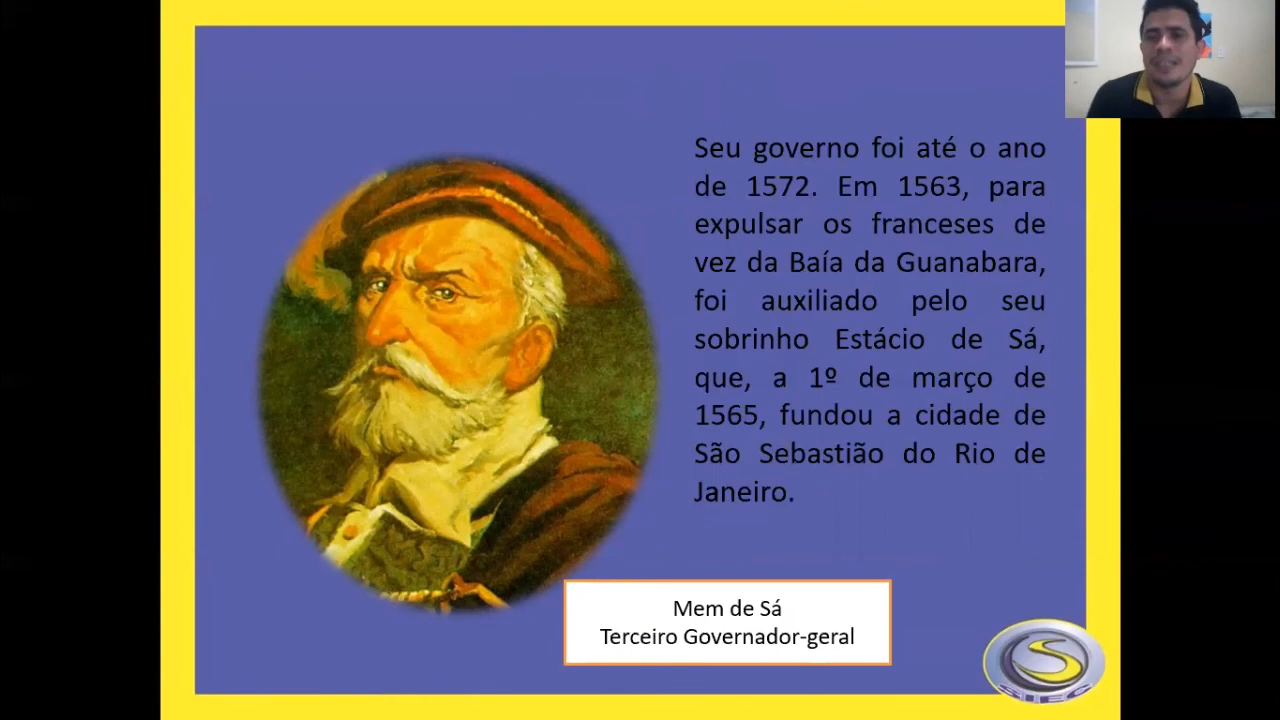 Seu governo foi até o ano
de 1572. Em 1563, para
expulsar os franceses de
vez da Baía da Guanabara,
foi auxiliado pelo seu
sobrinho Estácio de Sá,
que, a 1º de março de
1565, fundou a cidade de
São Sebastião do Rio de
Janeiro.
Mem de Sá
Terceiro Governador-geral